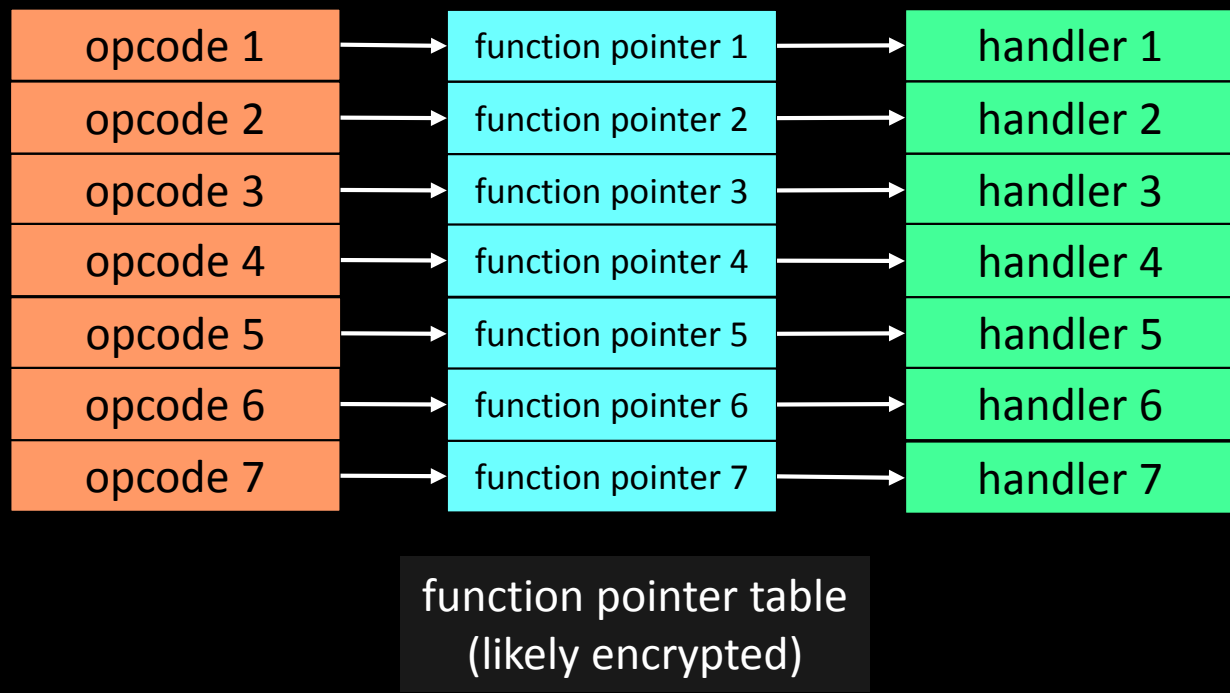 opcode 1
function pointer 1
handler 1
opcode 2
function pointer 2
handler 2
opcode 3
function pointer 3
handler 3
opcode 4
function pointer 4
handler 4
opcode 5
function pointer 5
handler 5
opcode 6
function pointer 6
handler 6
opcode 7
function pointer 7
handler 7
function pointer table
(likely encrypted)